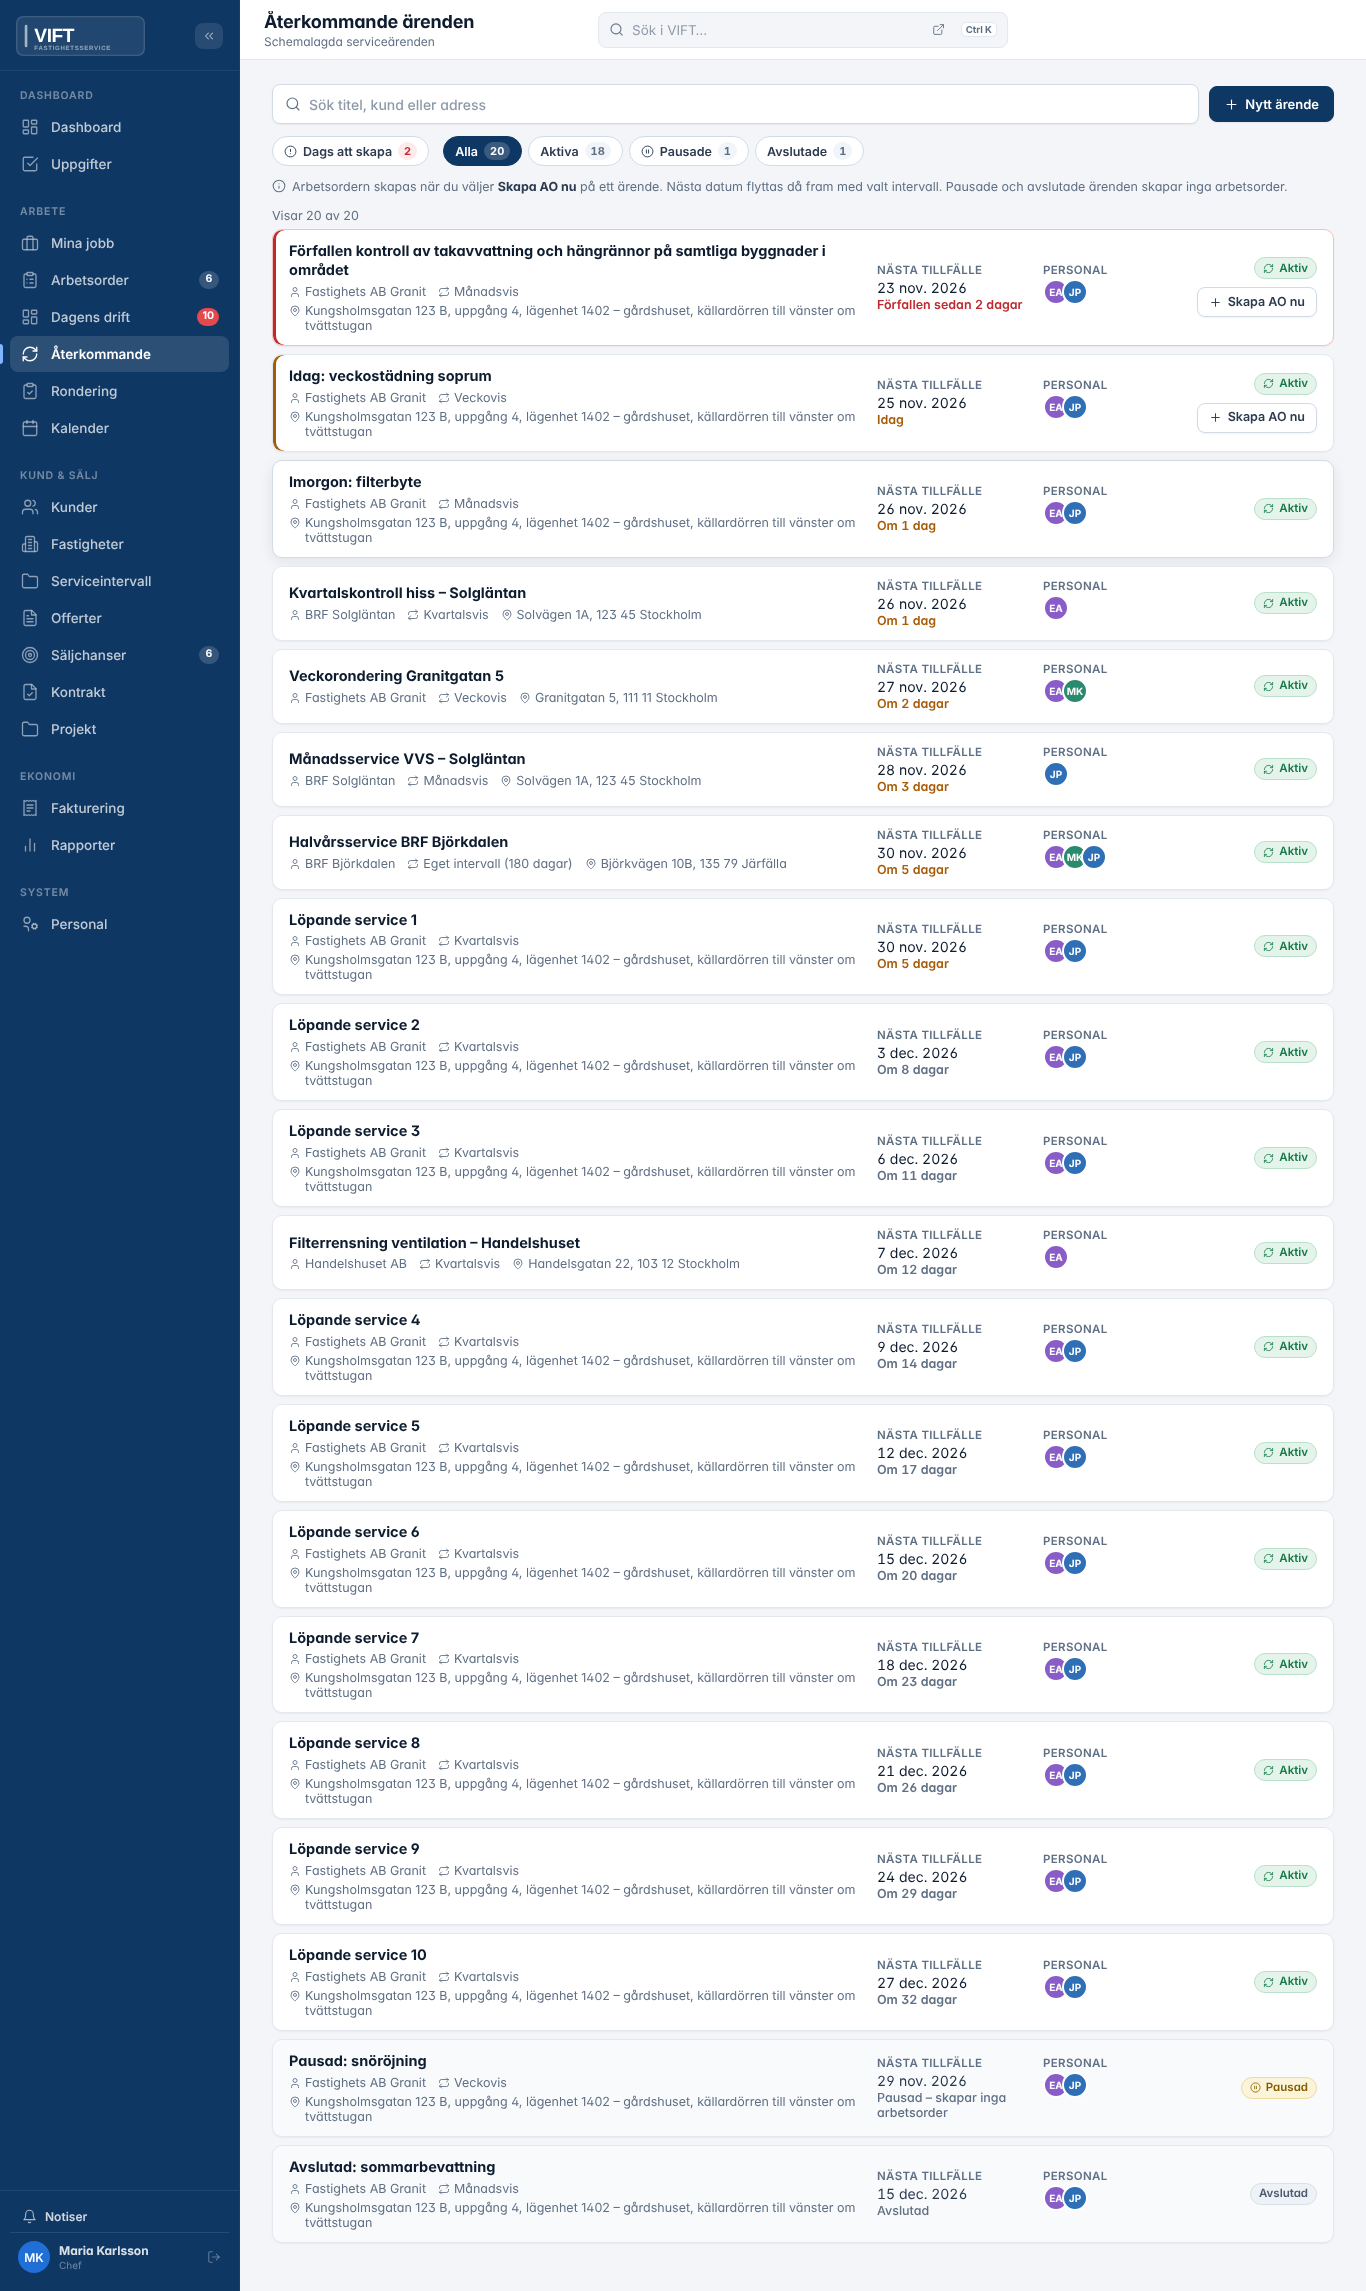 VIFT
FASTIGHETSSERVICE
DASHBOARD
Dashboard
Uppgifter
ARBETE
Mina jobb
Arbetsorder 6
Dagens drift 10
Återkommande
Rondering
Kalender
KUND & SÄLJ
Kunder
Fastigheter
Serviceintervall
Offerter
Säljchanser 6
Kontrakt
Projekt
EKONOMI
Fakturering
Rapporter
SYSTEM
Personal
Notiser
MK Maria Karlsson
Chef
Återkommande ärenden
Schemalagda serviceärenden
Sök i VIFT... Ctrl K
Sök titel, kund eller adress
Nytt ärende
Dags att skapa 2 Alla 20 Aktiva 18 Pausade 1 Avslutade 1
Arbetsordern skapas när du väljer Skapa AO nu på ett ärende. Nästa datum flyttas då fram med valt intervall. Pausade och avslutade ärenden skapar inga arbetsorder.
Visar 20 av 20
Förfallen kontroll av takavvattning och hängrännor på samtliga byggnader i
området
Fastighets AB Granit Månadsvis
Kungsholmsgatan 123 B, uppgång 4, lägenhet 1402 – gårdshuset, källardörren till vänster om
tvättstugan
NÄSTA TILLFÄLLE
23 nov. 2026
Förfallen sedan 2 dagar
PERSONAL
EA JP
Aktiv
Skapa AO nu
Idag: veckostädning soprum
Fastighets AB Granit Veckovis
Kungsholmsgatan 123 B, uppgång 4, lägenhet 1402 – gårdshuset, källardörren till vänster om
tvättstugan
NÄSTA TILLFÄLLE
25 nov. 2026
Idag
PERSONAL
EA JP
Aktiv
Skapa AO nu
Imorgon: filterbyte
Fastighets AB Granit Månadsvis
Kungsholmsgatan 123 B, uppgång 4, lägenhet 1402 – gårdshuset, källardörren till vänster om
tvättstugan
NÄSTA TILLFÄLLE
26 nov. 2026
Om 1 dag
PERSONAL
EA JP
Aktiv
Kvartalskontroll hiss – Solgläntan
BRF Solgläntan Kvartalsvis Solvägen 1A, 123 45 Stockholm
NÄSTA TILLFÄLLE
26 nov. 2026
Om 1 dag
PERSONAL
EA
Aktiv
Veckorondering Granitgatan 5
Fastighets AB Granit Veckovis Granitgatan 5, 111 11 Stockholm
NÄSTA TILLFÄLLE
27 nov. 2026
Om 2 dagar
PERSONAL
EA MK
Aktiv
Månadsservice VVS – Solgläntan
BRF Solgläntan Månadsvis Solvägen 1A, 123 45 Stockholm
NÄSTA TILLFÄLLE
28 nov. 2026
Om 3 dagar
PERSONAL
JP
Aktiv
Halvårsservice BRF Björkdalen
BRF Björkdalen Eget intervall (180 dagar) Björkvägen 10B, 135 79 Järfälla
NÄSTA TILLFÄLLE
30 nov. 2026
Om 5 dagar
PERSONAL
EA MK JP
Aktiv
Löpande service 1
Fastighets AB Granit Kvartalsvis
Kungsholmsgatan 123 B, uppgång 4, lägenhet 1402 – gårdshuset, källardörren till vänster om
tvättstugan
NÄSTA TILLFÄLLE
30 nov. 2026
Om 5 dagar
PERSONAL
EA JP
Aktiv
Löpande service 2
Fastighets AB Granit Kvartalsvis
Kungsholmsgatan 123 B, uppgång 4, lägenhet 1402 – gårdshuset, källardörren till vänster om
tvättstugan
NÄSTA TILLFÄLLE
3 dec. 2026
Om 8 dagar
PERSONAL
EA JP
Aktiv
Löpande service 3
Fastighets AB Granit Kvartalsvis
Kungsholmsgatan 123 B, uppgång 4, lägenhet 1402 – gårdshuset, källardörren till vänster om
tvättstugan
NÄSTA TILLFÄLLE
6 dec. 2026
Om 11 dagar
PERSONAL
EA JP
Aktiv
Filterrensning ventilation – Handelshuset
Handelshuset AB Kvartalsvis Handelsgatan 22, 103 12 Stockholm
NÄSTA TILLFÄLLE
7 dec. 2026
Om 12 dagar
PERSONAL
EA
Aktiv
Löpande service 4
Fastighets AB Granit Kvartalsvis
Kungsholmsgatan 123 B, uppgång 4, lägenhet 1402 – gårdshuset, källardörren till vänster om
tvättstugan
NÄSTA TILLFÄLLE
9 dec. 2026
Om 14 dagar
PERSONAL
EA JP
Aktiv
Löpande service 5
Fastighets AB Granit Kvartalsvis
Kungsholmsgatan 123 B, uppgång 4, lägenhet 1402 – gårdshuset, källardörren till vänster om
tvättstugan
NÄSTA TILLFÄLLE
12 dec. 2026
Om 17 dagar
PERSONAL
EA JP
Aktiv
Löpande service 6
Fastighets AB Granit Kvartalsvis
Kungsholmsgatan 123 B, uppgång 4, lägenhet 1402 – gårdshuset, källardörren till vänster om
tvättstugan
NÄSTA TILLFÄLLE
15 dec. 2026
Om 20 dagar
PERSONAL
EA JP
Aktiv
Löpande service 7
Fastighets AB Granit Kvartalsvis
Kungsholmsgatan 123 B, uppgång 4, lägenhet 1402 – gårdshuset, källardörren till vänster om
tvättstugan
NÄSTA TILLFÄLLE
18 dec. 2026
Om 23 dagar
PERSONAL
EA JP
Aktiv
Löpande service 8
Fastighets AB Granit Kvartalsvis
Kungsholmsgatan 123 B, uppgång 4, lägenhet 1402 – gårdshuset, källardörren till vänster om
tvättstugan
NÄSTA TILLFÄLLE
21 dec. 2026
Om 26 dagar
PERSONAL
EA JP
Aktiv
Löpande service 9
Fastighets AB Granit Kvartalsvis
Kungsholmsgatan 123 B, uppgång 4, lägenhet 1402 – gårdshuset, källardörren till vänster om
tvättstugan
NÄSTA TILLFÄLLE
24 dec. 2026
Om 29 dagar
PERSONAL
EA JP
Aktiv
Löpande service 10
Fastighets AB Granit Kvartalsvis
Kungsholmsgatan 123 B, uppgång 4, lägenhet 1402 – gårdshuset, källardörren till vänster om
tvättstugan
NÄSTA TILLFÄLLE
27 dec. 2026
Om 32 dagar
PERSONAL
EA JP
Aktiv
Pausad: snöröjning
Fastighets AB Granit Veckovis
Kungsholmsgatan 123 B, uppgång 4, lägenhet 1402 – gårdshuset, källardörren till vänster om
tvättstugan
NÄSTA TILLFÄLLE
29 nov. 2026
Pausad – skapar inga
arbetsorder
PERSONAL
EA JP
Pausad
Avslutad: sommarbevattning
Fastighets AB Granit Månadsvis
Kungsholmsgatan 123 B, uppgång 4, lägenhet 1402 – gårdshuset, källardörren till vänster om
tvättstugan
NÄSTA TILLFÄLLE
15 dec. 2026
Avslutad
PERSONAL
EA JP
Avslutad